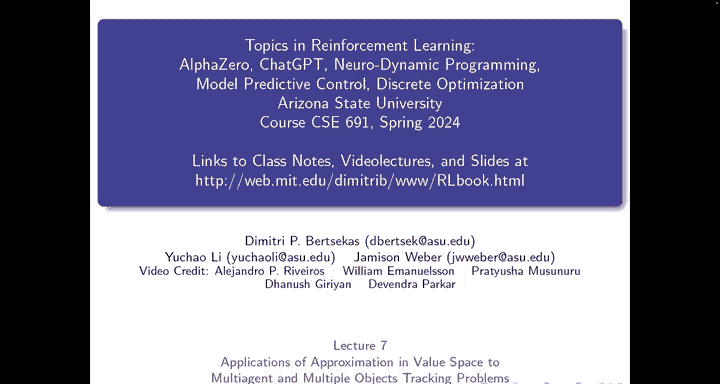 Topics in Reinforcement Learning:
AlphaZero, ChatGPT, Neuro-Dynamic Programming,
Model Predictive Control, Discrete Optimization
Arizona State University
Course CSE 691, Spring 2024
Links to Class Notes, Videolectures, and Slides at
http://web.mit.edu/dimitrib/www/RLbook.html
Dimitri P. Bertsekas (dbertsek@asu.edu)
Yuchao Li (yuchaoli@asu.edu) Jamison Weber (jwweber@asu.edu)
Video Credit: Alejandro P. Riveiros William Emanuelsson Pratyusha Musunuru
Dhanush Giriyan Devendra Parkar
Lecture 7
Applications of Approximation in Value Space to
Multiagent and Multiple Objects Tracking Problems